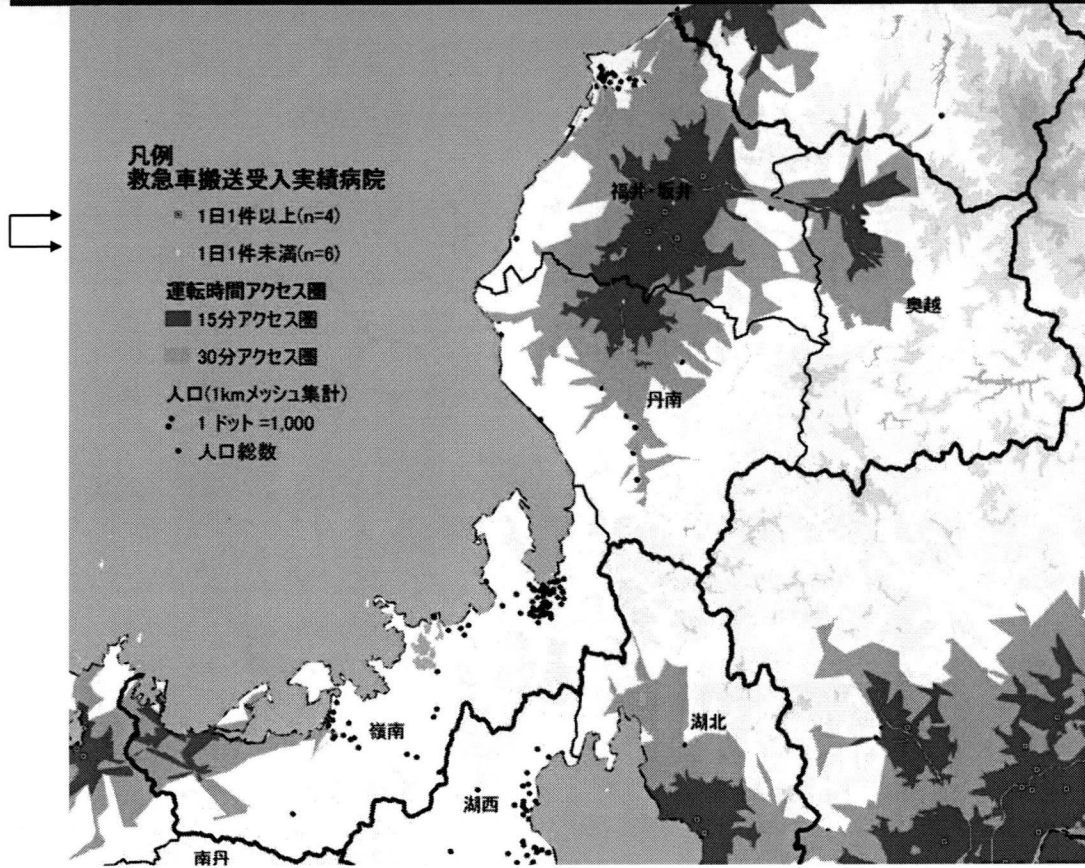 凡例
救急車搬送受入実績病院
1日1件以上(n=4)
1日1件未満(n=6)
運転時間アクセス圏
15分アクセス圏
30分アクセス圏
人口(1kmメッシュ集計)
1 ドット =1,000
人口総数
福井・坂井
奥越
丹南
嶺南
湖北
湖西
南丹